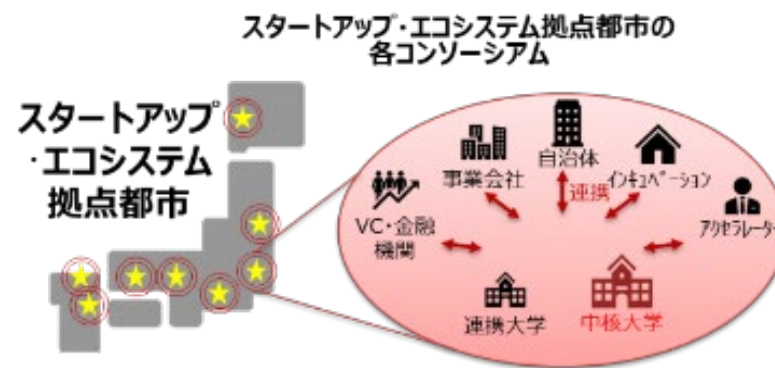 スタートアップ・エコシステム拠点都市の
各コンソーシアム
スタートアップ
・エコシステム
拠点都市
自治体
事業会社
連携
ｲﾝｷｭﾍﾞｰｼｮﾝ
VC・金融
機関
ｱｸｾﾗﾚｰﾀｰ
連携大学
中核大学